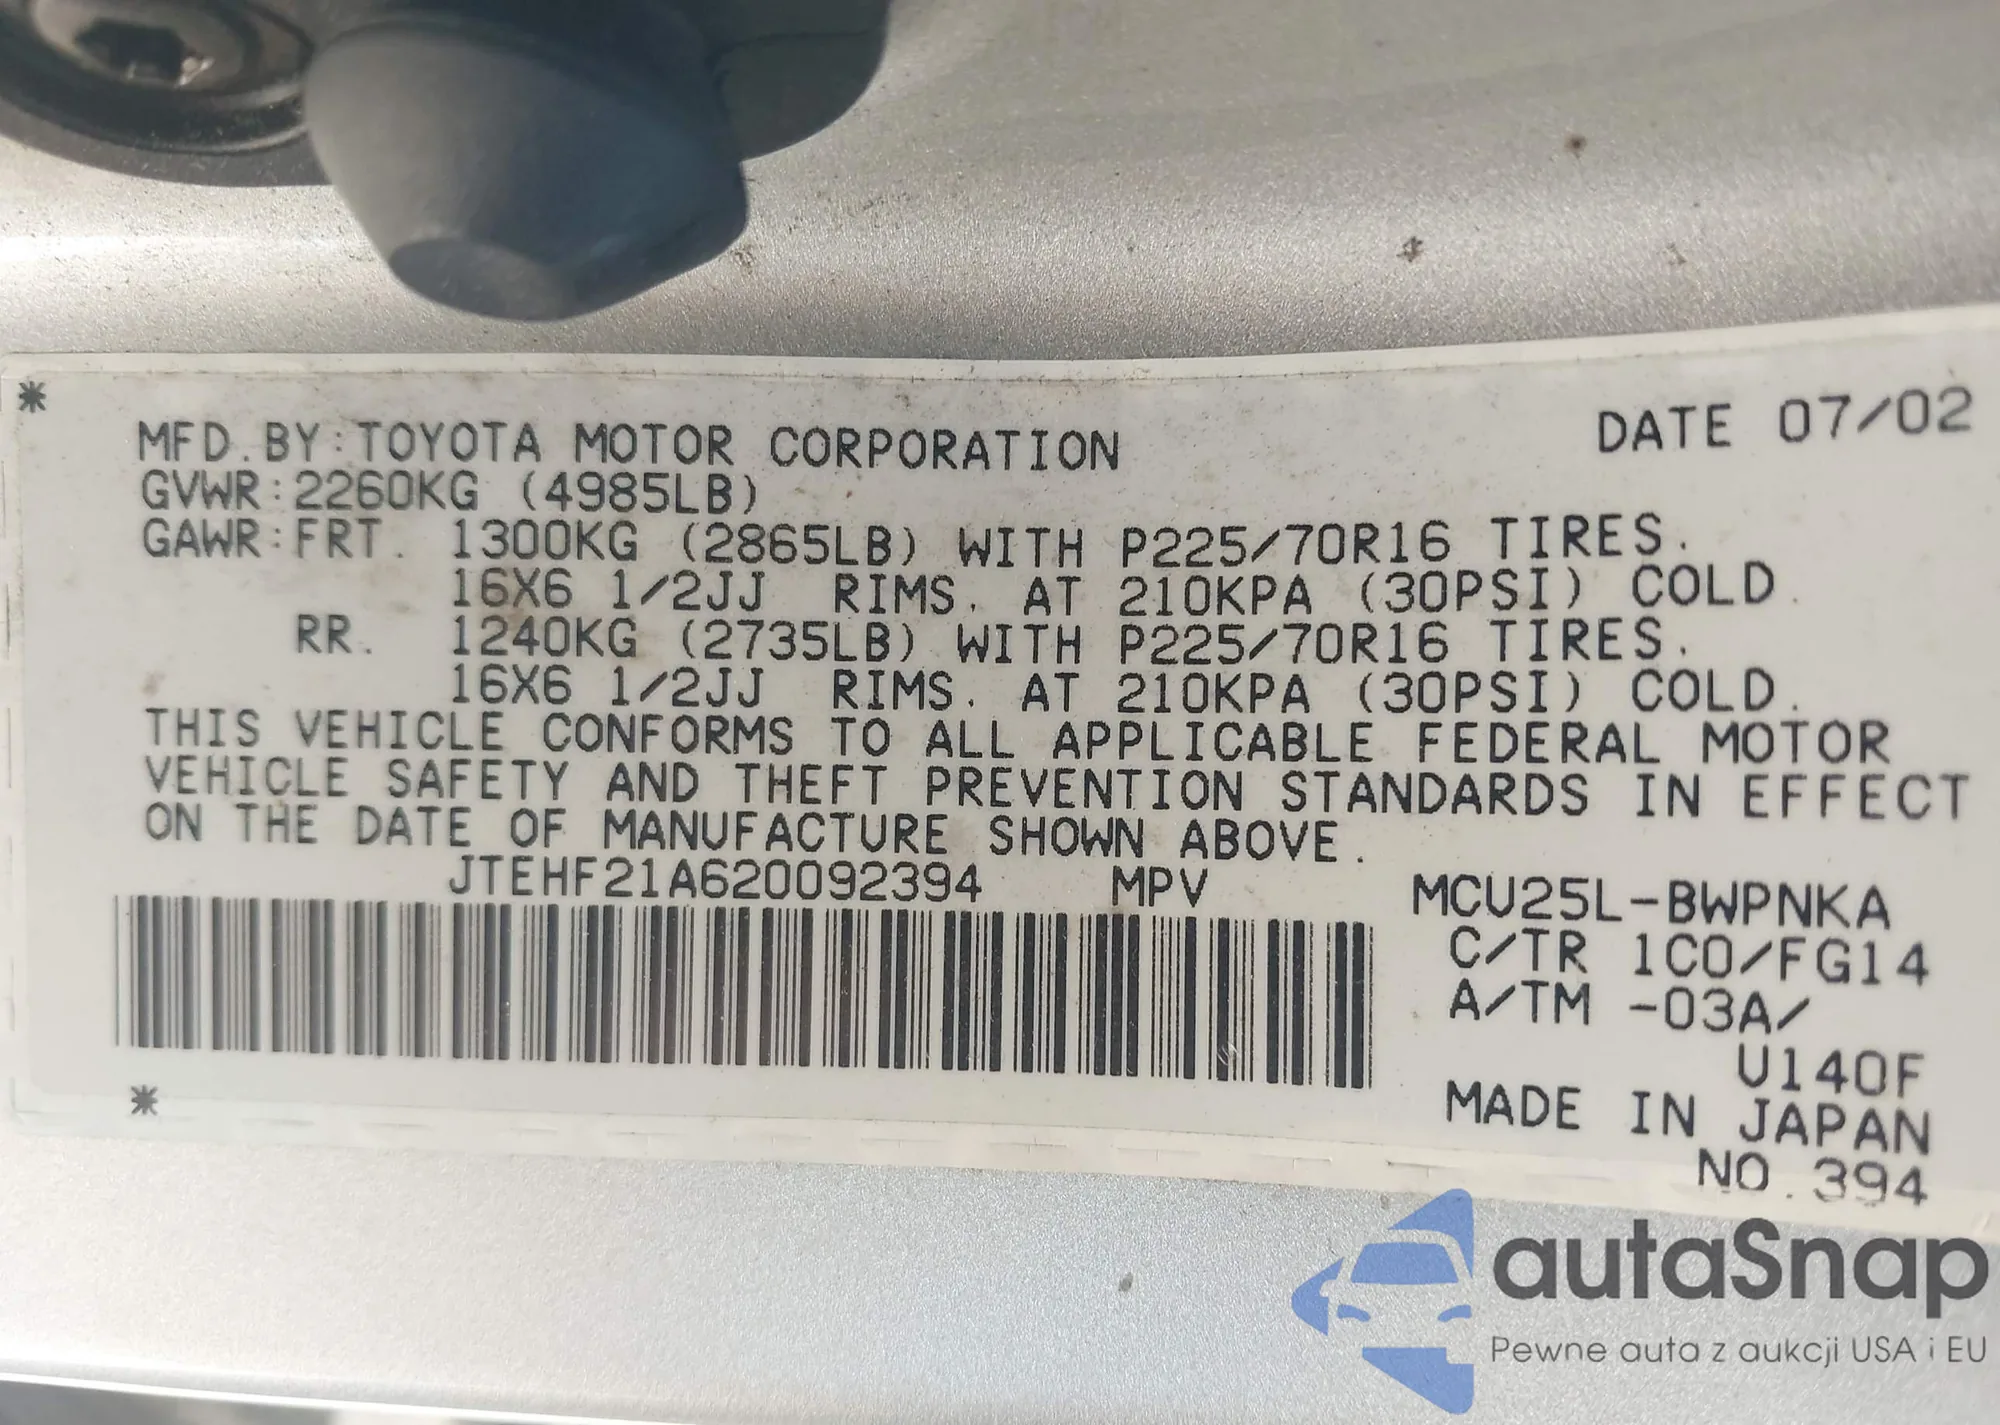 *
MFD.BY:TOYOTA MOTOR CORPORATION DATE 07/02
GVWR:2260KG (4985LB)
GAWR:FRT. 1300KG (2865LB) WITH P225/70R16 TIRES.
16X6 1/2JJ RIMS. AT 210KPA (30PSI) COLD.
RR. 1240KG (2735LB) WITH P225/70R16 TIRES.
16X6 1/2JJ RIMS. AT 210KPA (30PSI) COLD.
THIS VEHICLE CONFORMS TO ALL APPLICABLE FEDERAL MOTOR
VEHICLE SAFETY AND THEFT PREVENTION STANDARDS IN EFFECT
ON THE DATE OF MANUFACTURE SHOWN ABOVE.
JTEHF21A620092394 MPV MCU25L-BWPNKA
C/TR 1C0/FG14
A/TM -03A/
U140F
MADE IN JAPAN
*
NO.394
autaSnap
Pewne auta z aukcji USA i EU